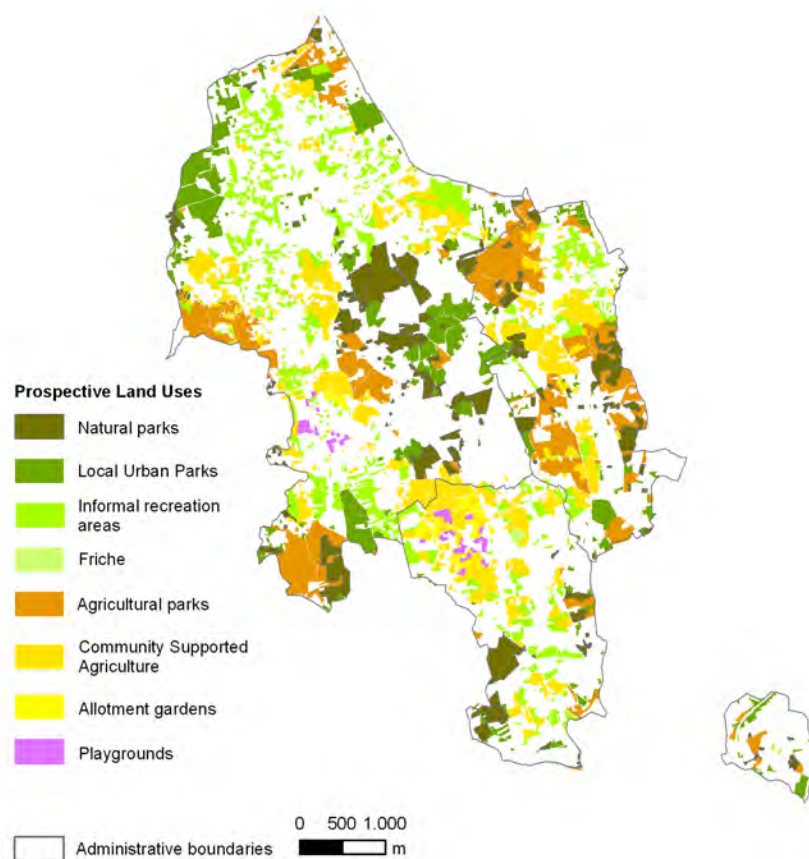 Prospective Land Uses
Natural parks
Local Urban Parks
Informal recreation
areas
Friche
Agricultural parks
Community Supported
Agriculture
Allotment gardens
Playgrounds
Administrative boundaries
0 500 1.000
m